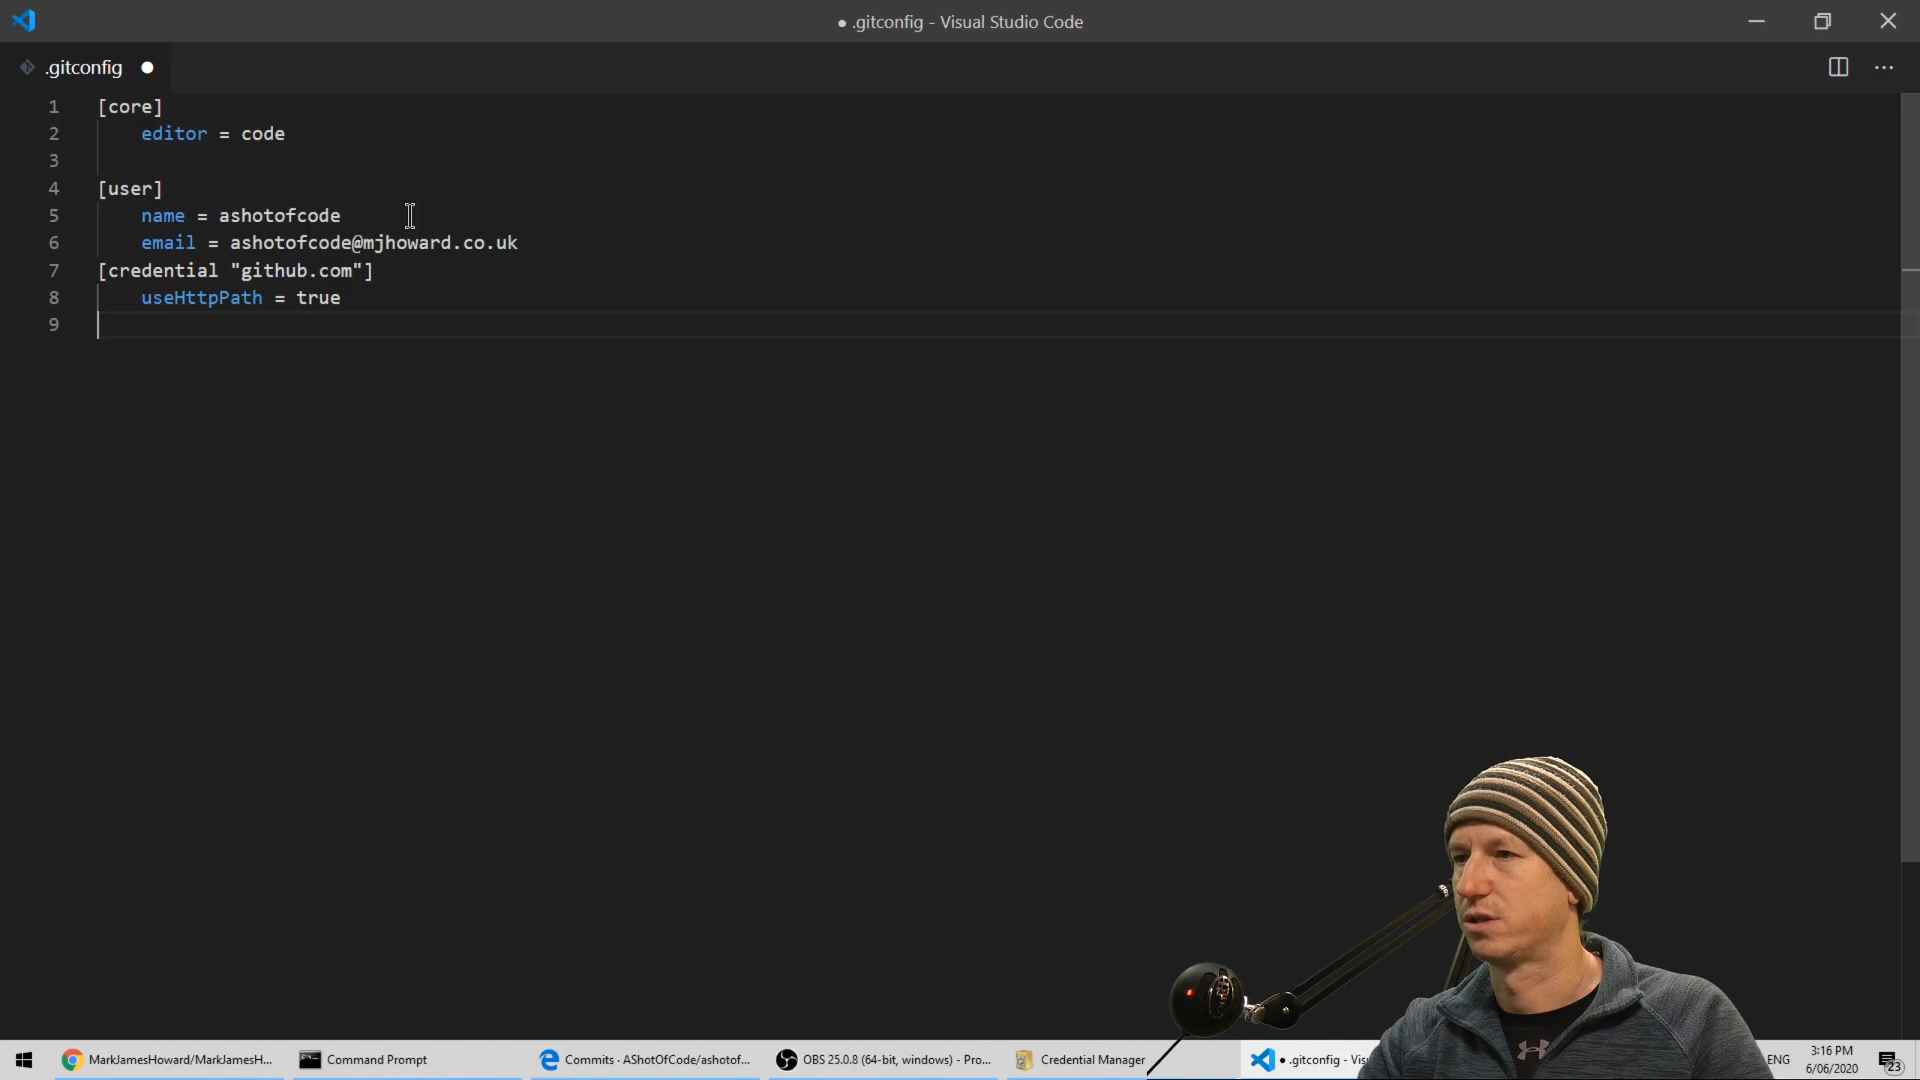 ● .gitconfig - Visual Studio Code
.gitconfig ●
1 [core]
2 editor = code
3
4 [user]
5 name = ashotofcode
6 email = ashotofcode@mjhoward.co.uk
7 [credential "github.com"]
8 useHttpPath = true
9
MarkJamesHoward/MarkJamesH... Command Prompt Commits · AShotOfCode/ashotof... OBS 25.0.8 (64-bit, windows) - Pro... Credential Manager ● .gitconfig - Vis ENG 3:16 PM
6/06/2020 23